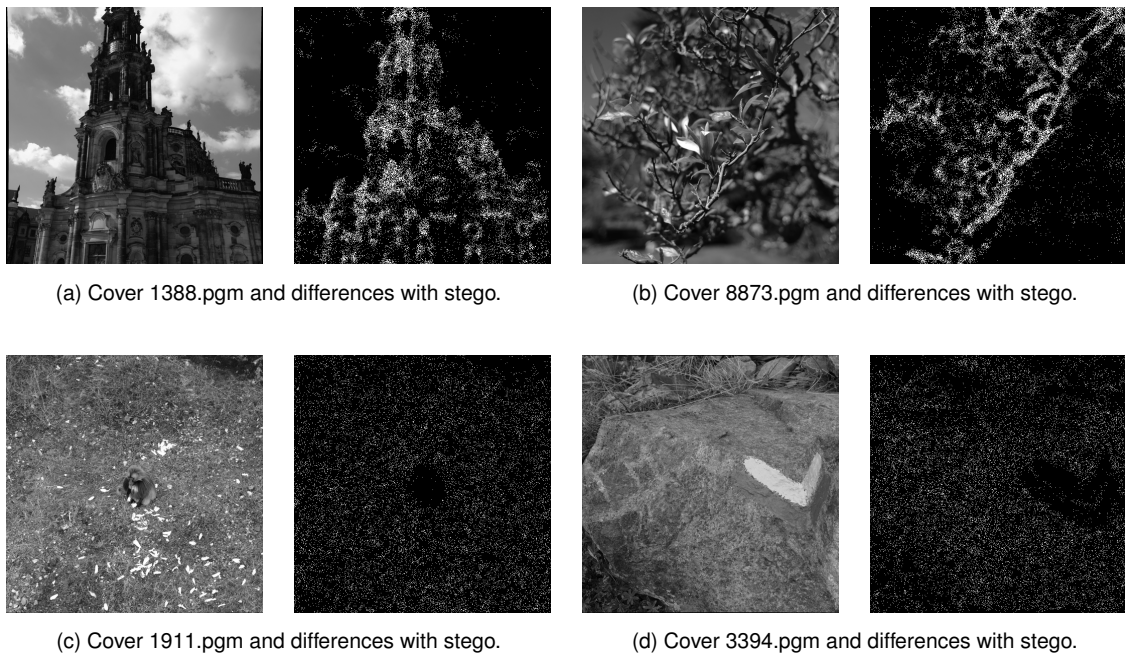 (a) Cover 1388.pgm and differences with stego.
(b) Cover 8873.pgm and differences with stego.
(c) Cover 1911.pgm and differences with stego.
(d) Cover 3394.pgm and differences with stego.